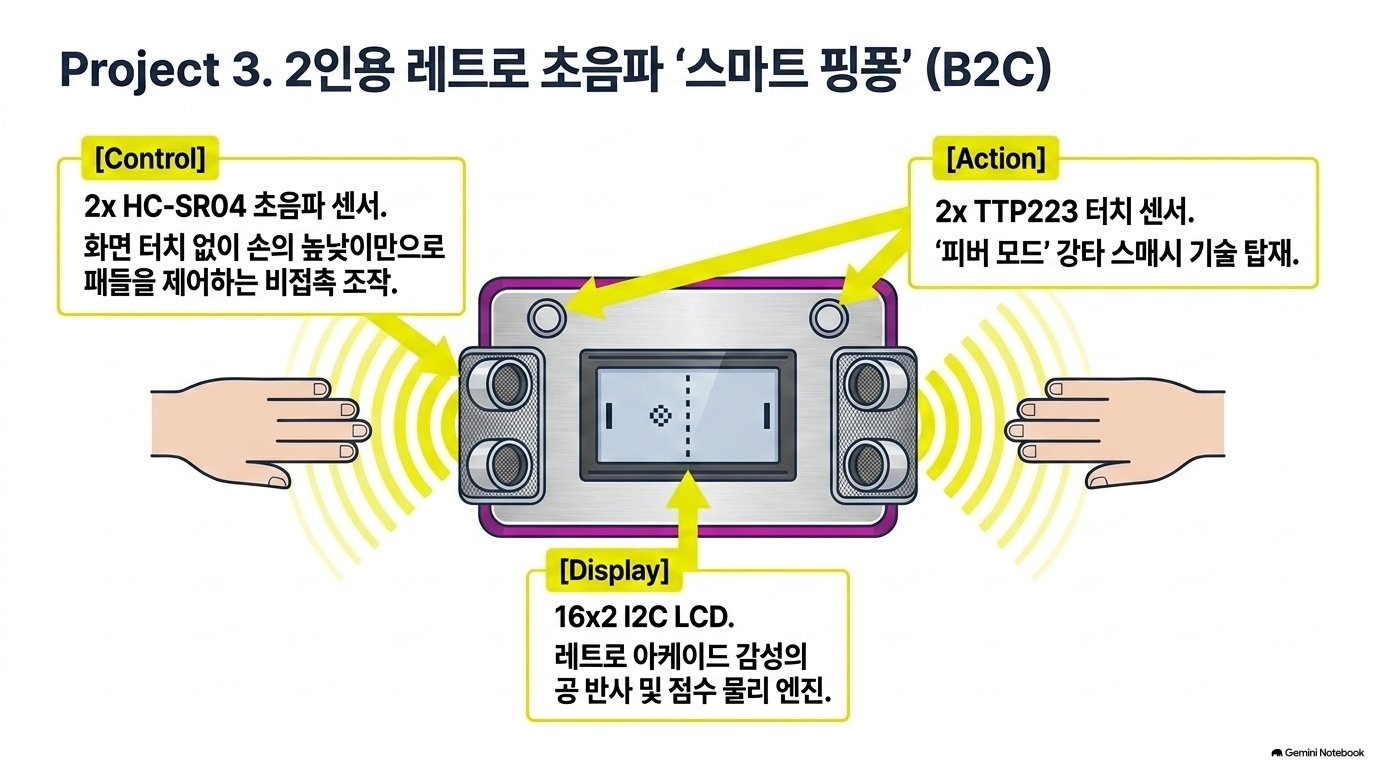 Project 3. 2인용 레트로 초음파 ‘스마트 핑퐁’ (B2C)
[Control]
2x HC-SR04 초음파 센서.
화면 터치 없이 손의 높낮이만으로
패들을 제어하는 비접촉 조작.
[Action]
2x TTP223 터치 센서.
‘피버 모드’ 강타 스매시 기술 탑재.
[Display]
16x2 I2C LCD.
레트로 아케이드 감성의
공 반사 및 점수 물리 엔진.
Gemini Notebook